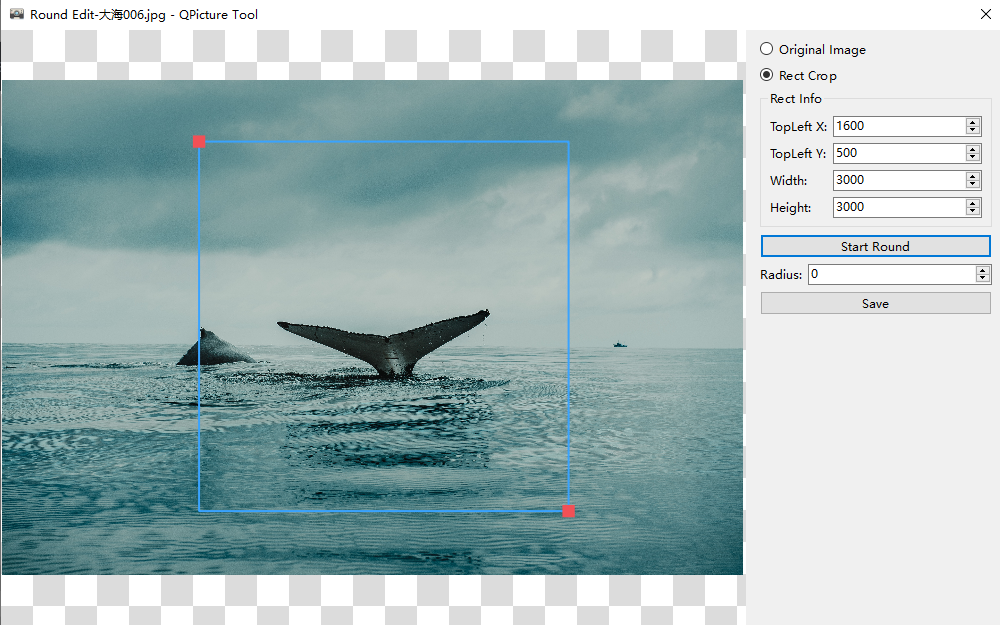 Round Edit-大海006.jpg - QPicture Tool
Original Image
Rect Crop
Rect Info
TopLeft X: 1600
TopLeft Y: 500
Width: 3000
Height: 3000
Start Round
Radius: 0
Save